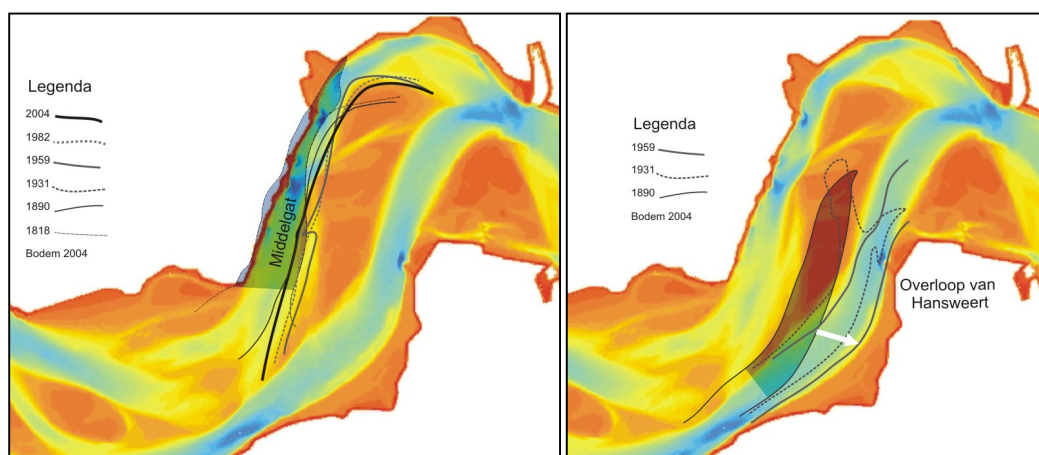 Legenda
2004
1982
1959
1931
1890
1818
Bodem 2004
Middelgat
Legenda
1959
1931
1890
Bodem 2004
Overloop van
Hansweert